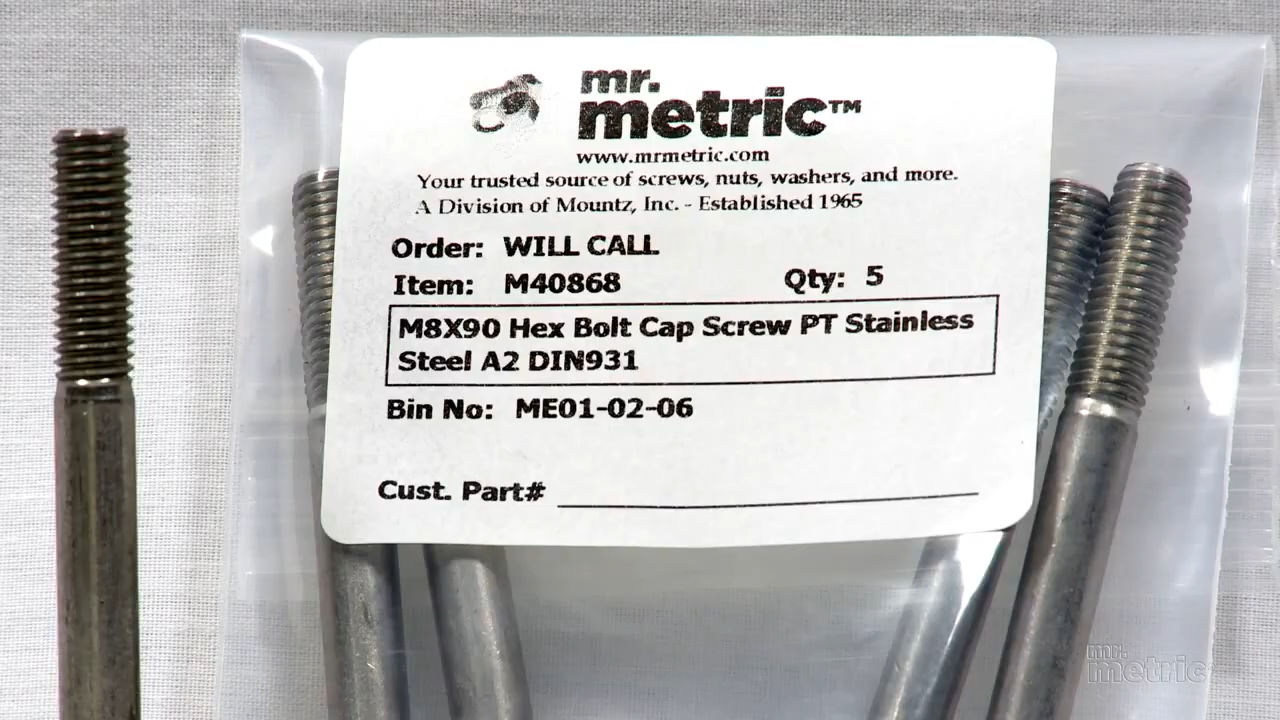 mr.
metric™
www.mrmetric.com
Your trusted source of screws, nuts, washers, and more.
A Division of Mountz, Inc. - Established 1965
Order: WILL CALL
Item: M40868 Qty: 5
M8X90 Hex Bolt Cap Screw PT Stainless
Steel A2 DIN931
Bin No: ME01-02-06
Cust. Part#
mr.
metric